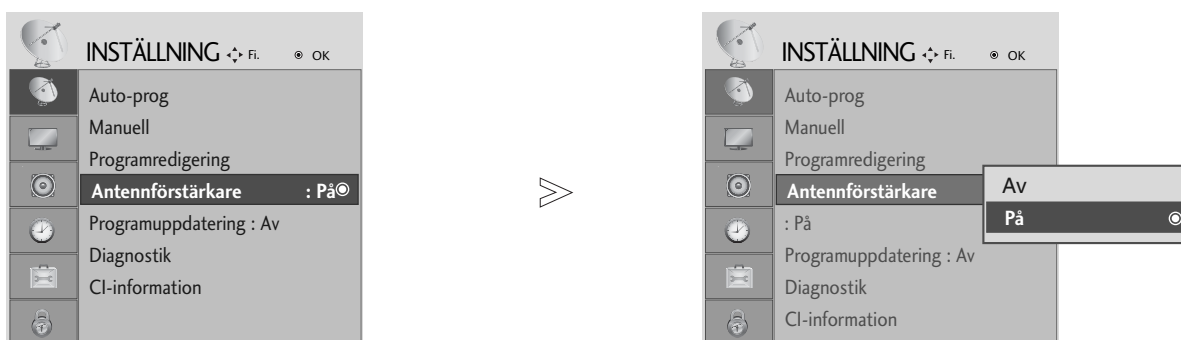 INSTÄLLNING Fi. OK
Auto-prog
Manuell
Programredigering
Antennförstärkare : På
Programuppdatering : Av
Diagnostik
CI-information
>
INSTÄLLNING Fi. OK
Auto-prog
Manuell
Programredigering
Antennförstärkare
: På
Programuppdatering : Av
Diagnostik
CI-information
Av
På